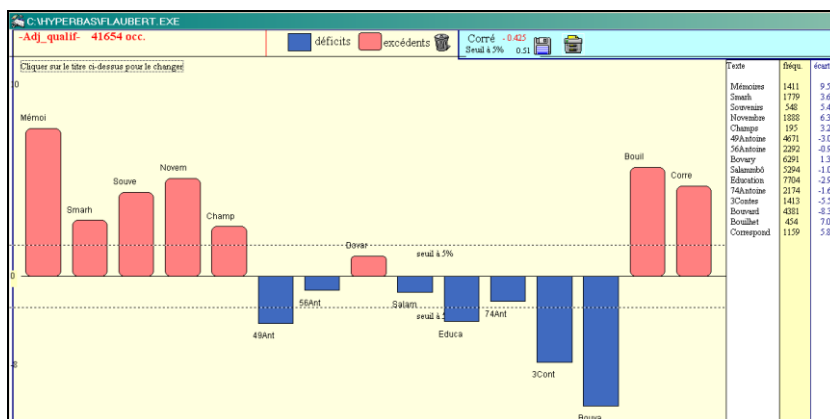 C:\HYPERBAS\FLAUBERT.EXE
-Adj_qualif- 41654 occ.
déficits
excédents
Corré -0.425
Seuil à 5% 0.51
Cliquer sur le titre ci-dessus pour le changer
Texte fréqu. écart
Mémoires 1411 9.5
Smarh 1779 3.6
Souvenirs 548 5.4
Novembre 1888 6.3
Champs 195 3.2
49Antoine 4671 -3.0
56Antoine 2292 -0.9
Bovary 6291 1.3
Salammbô 5294 -1.0
Education 7704 -2.9
74Antoine 2174 -1.6
3Contes 1413 -5.5
Bouvard 4381 -8.3
Bouilhet 454 7.0
Correspond 1159 5.8
Mémoi
Smarh
Souve
Novem
Champ
49Ant
56Ant
seuil à 5%
Salam
Educa
seuil à
74Ant
3Cont
Bouva
Bouil
Corre
0
-8